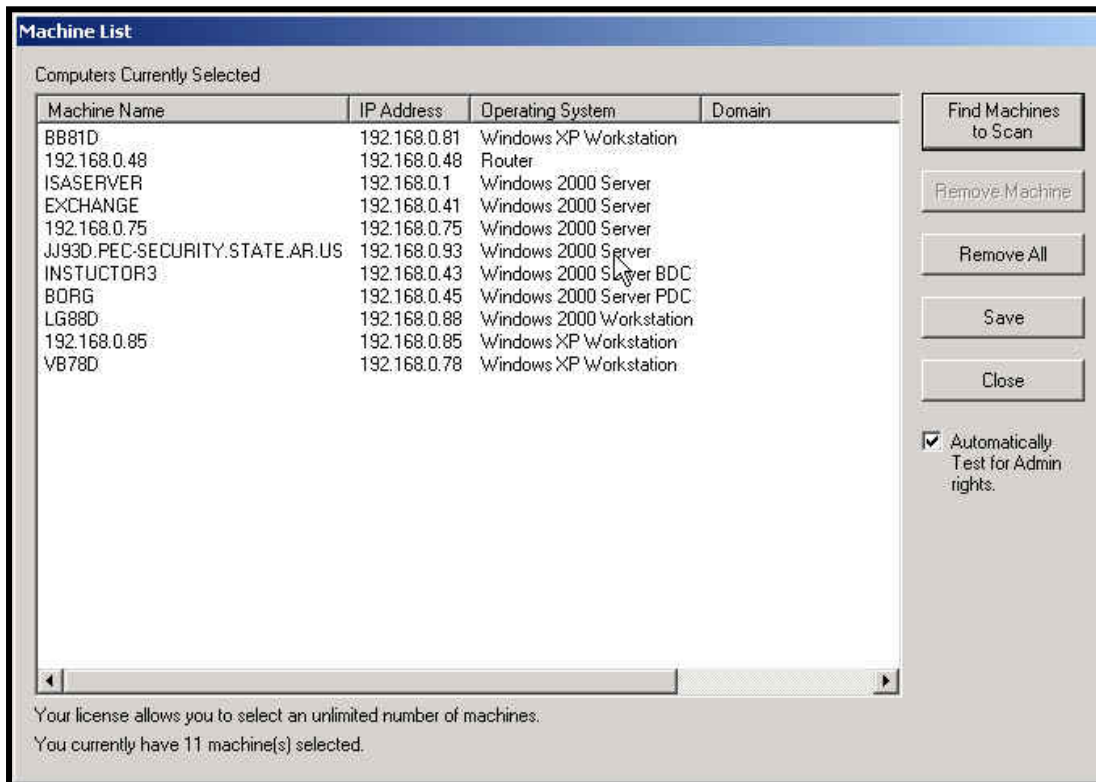 Machine List
Computers Currently Selected
Machine Name IP Address Operating System Domain
BB81D 192.168.0.81 Windows XP Workstation
192.168.0.48 192.168.0.48 Router
ISASERVER 192.168.0.1 Windows 2000 Server
EXCHANGE 192.168.0.41 Windows 2000 Server
192.168.0.75 192.168.0.75 Windows 2000 Server
JJ93D.PEC-SECURITY.STATE.AR.US 192.168.0.93 Windows 2000 Server
INSTUCTOR3 192.168.0.43 Windows 2000 Server BDC
BORG 192.168.0.45 Windows 2000 Server PDC
LG88D 192.168.0.88 Windows 2000 Workstation
192.168.0.85 192.168.0.85 Windows XP Workstation
VB78D 192.168.0.78 Windows XP Workstation
Find Machines
to Scan
Remove Machine
Remove All
Save
Close
Automatically
Test for Admin
rights.
Your license allows you to select an unlimited number of machines.
You currently have 11 machine(s) selected.